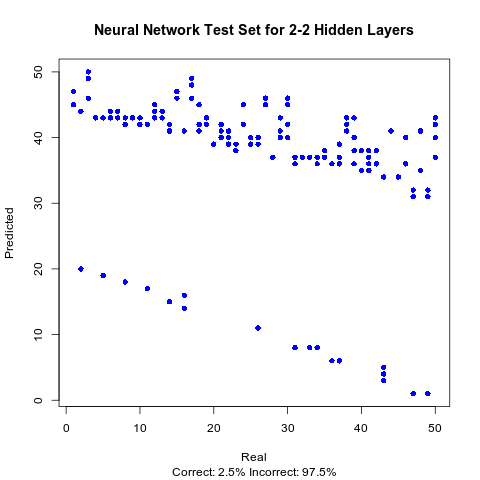 Neural Network Test Set for 2-2 Hidden Layers
Predicted
50
40
30
20
10
0
0 10 20 30 40 50
Real
Correct: 2.5% Incorrect: 97.5%